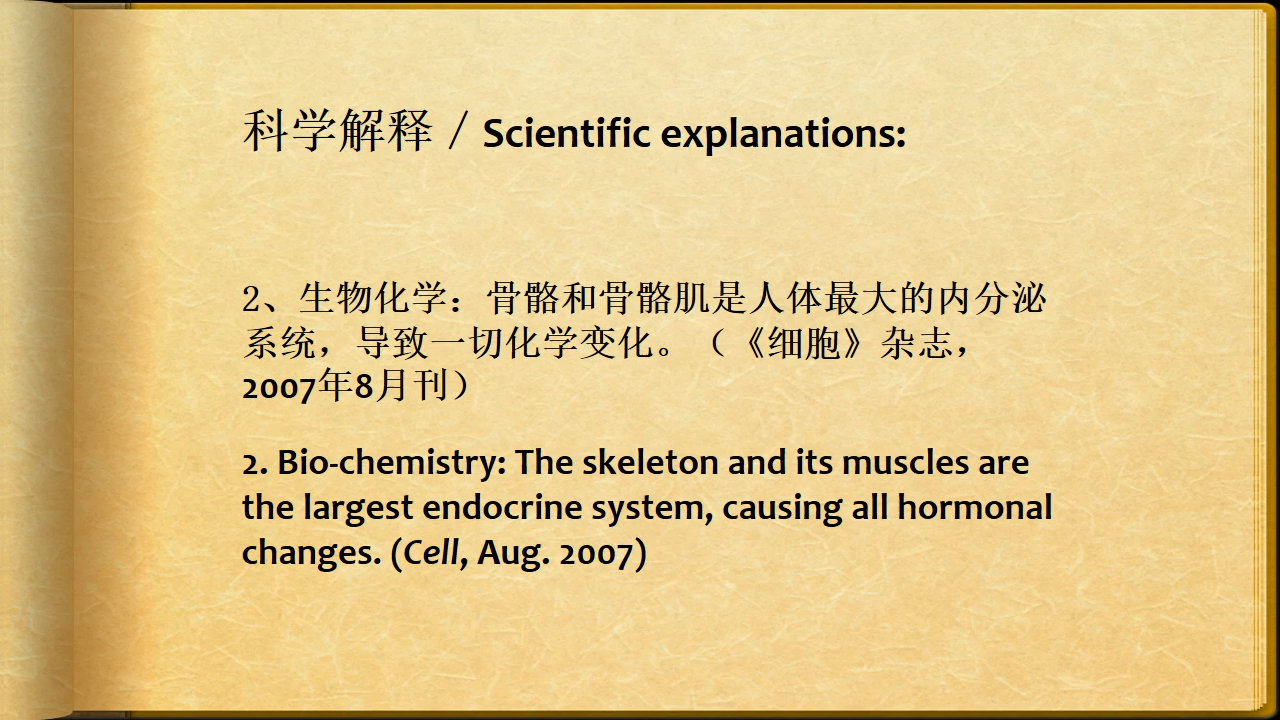 科学解释 / Scientific explanations:
2、生物化学：骨骼和骨骼肌是人体最大的内分泌
系统，导致一切化学变化。（《细胞》杂志，
2007年8月刊）
2. Bio-chemistry: The skeleton and its muscles are
the largest endocrine system, causing all hormonal
changes. (Cell, Aug. 2007)